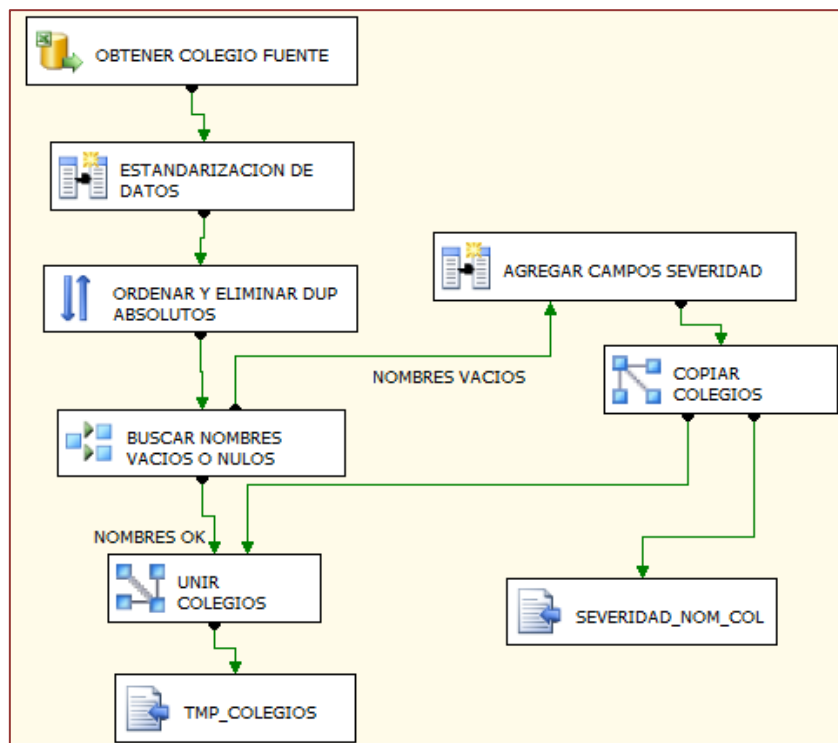 OBTENER COLEGIO FUENTE
ESTANDARIZACION DE
DATOS
ORDENAR Y ELIMINAR DUP
ABSOLUTOS
AGREGAR CAMPOS SEVERIDAD
NOMBRES VACIOS
COPIAR
COLEGIOS
BUSCAR NOMBRES
VACIOS O NULOS
NOMBRES OK
UNIR
COLEGIOS
SEVERIDAD_NOM_COL
TMP_COLEGIOS